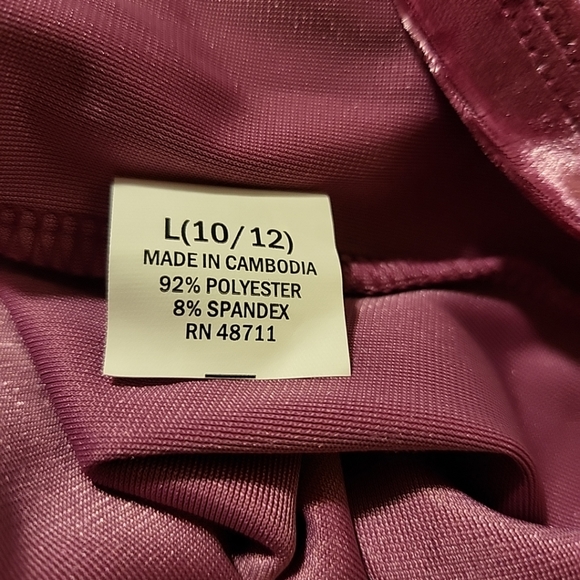 L(10/12)
MADE IN CAMBODIA
92% POLYESTER
8% SPANDEX
RN 48711